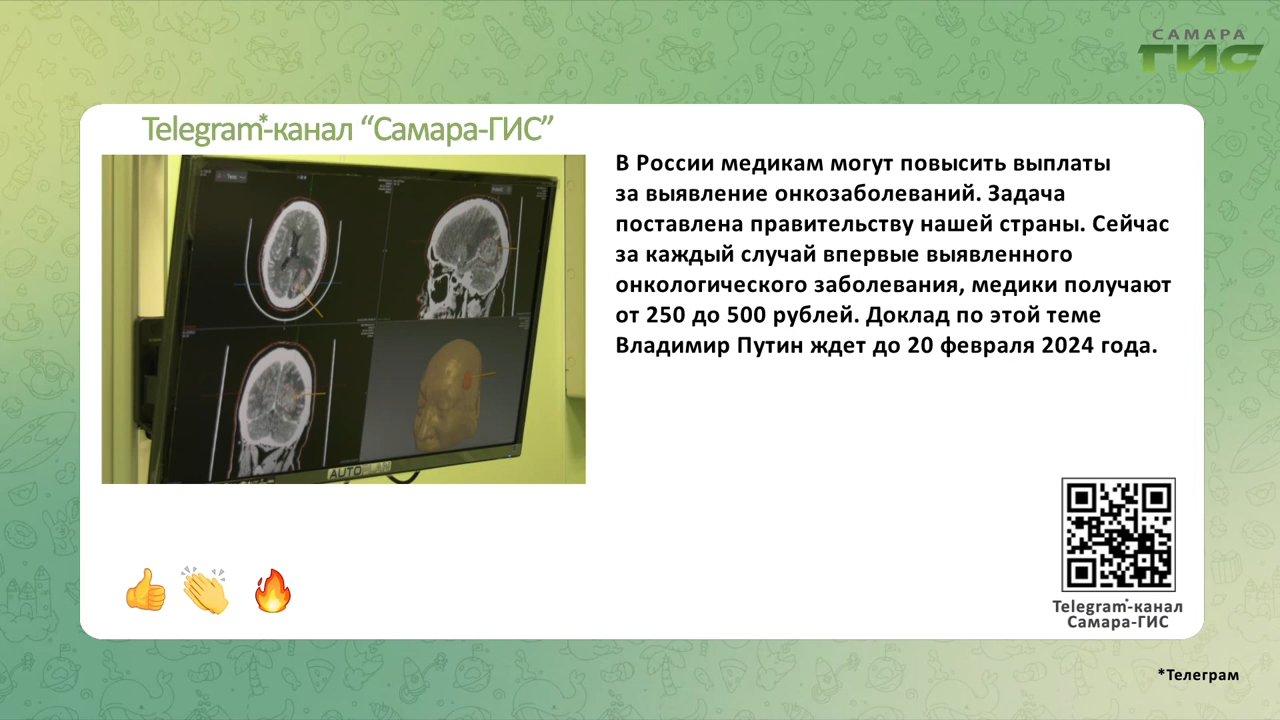 САМАРА
ГИС
Telegram*-канал “Самара-ГИС”
В России медикам могут повысить выплаты
за выявление онкозаболеваний. Задача
поставлена правительству нашей страны. Сейчас
за каждый случай впервые выявленного
онкологического заболевания, медики получают
от 250 до 500 рублей. Доклад по этой теме
Владимир Путин ждет до 20 февраля 2024 года.
AUTOPLAN
Telegram*-канал
Самара-ГИС
*Телеграм